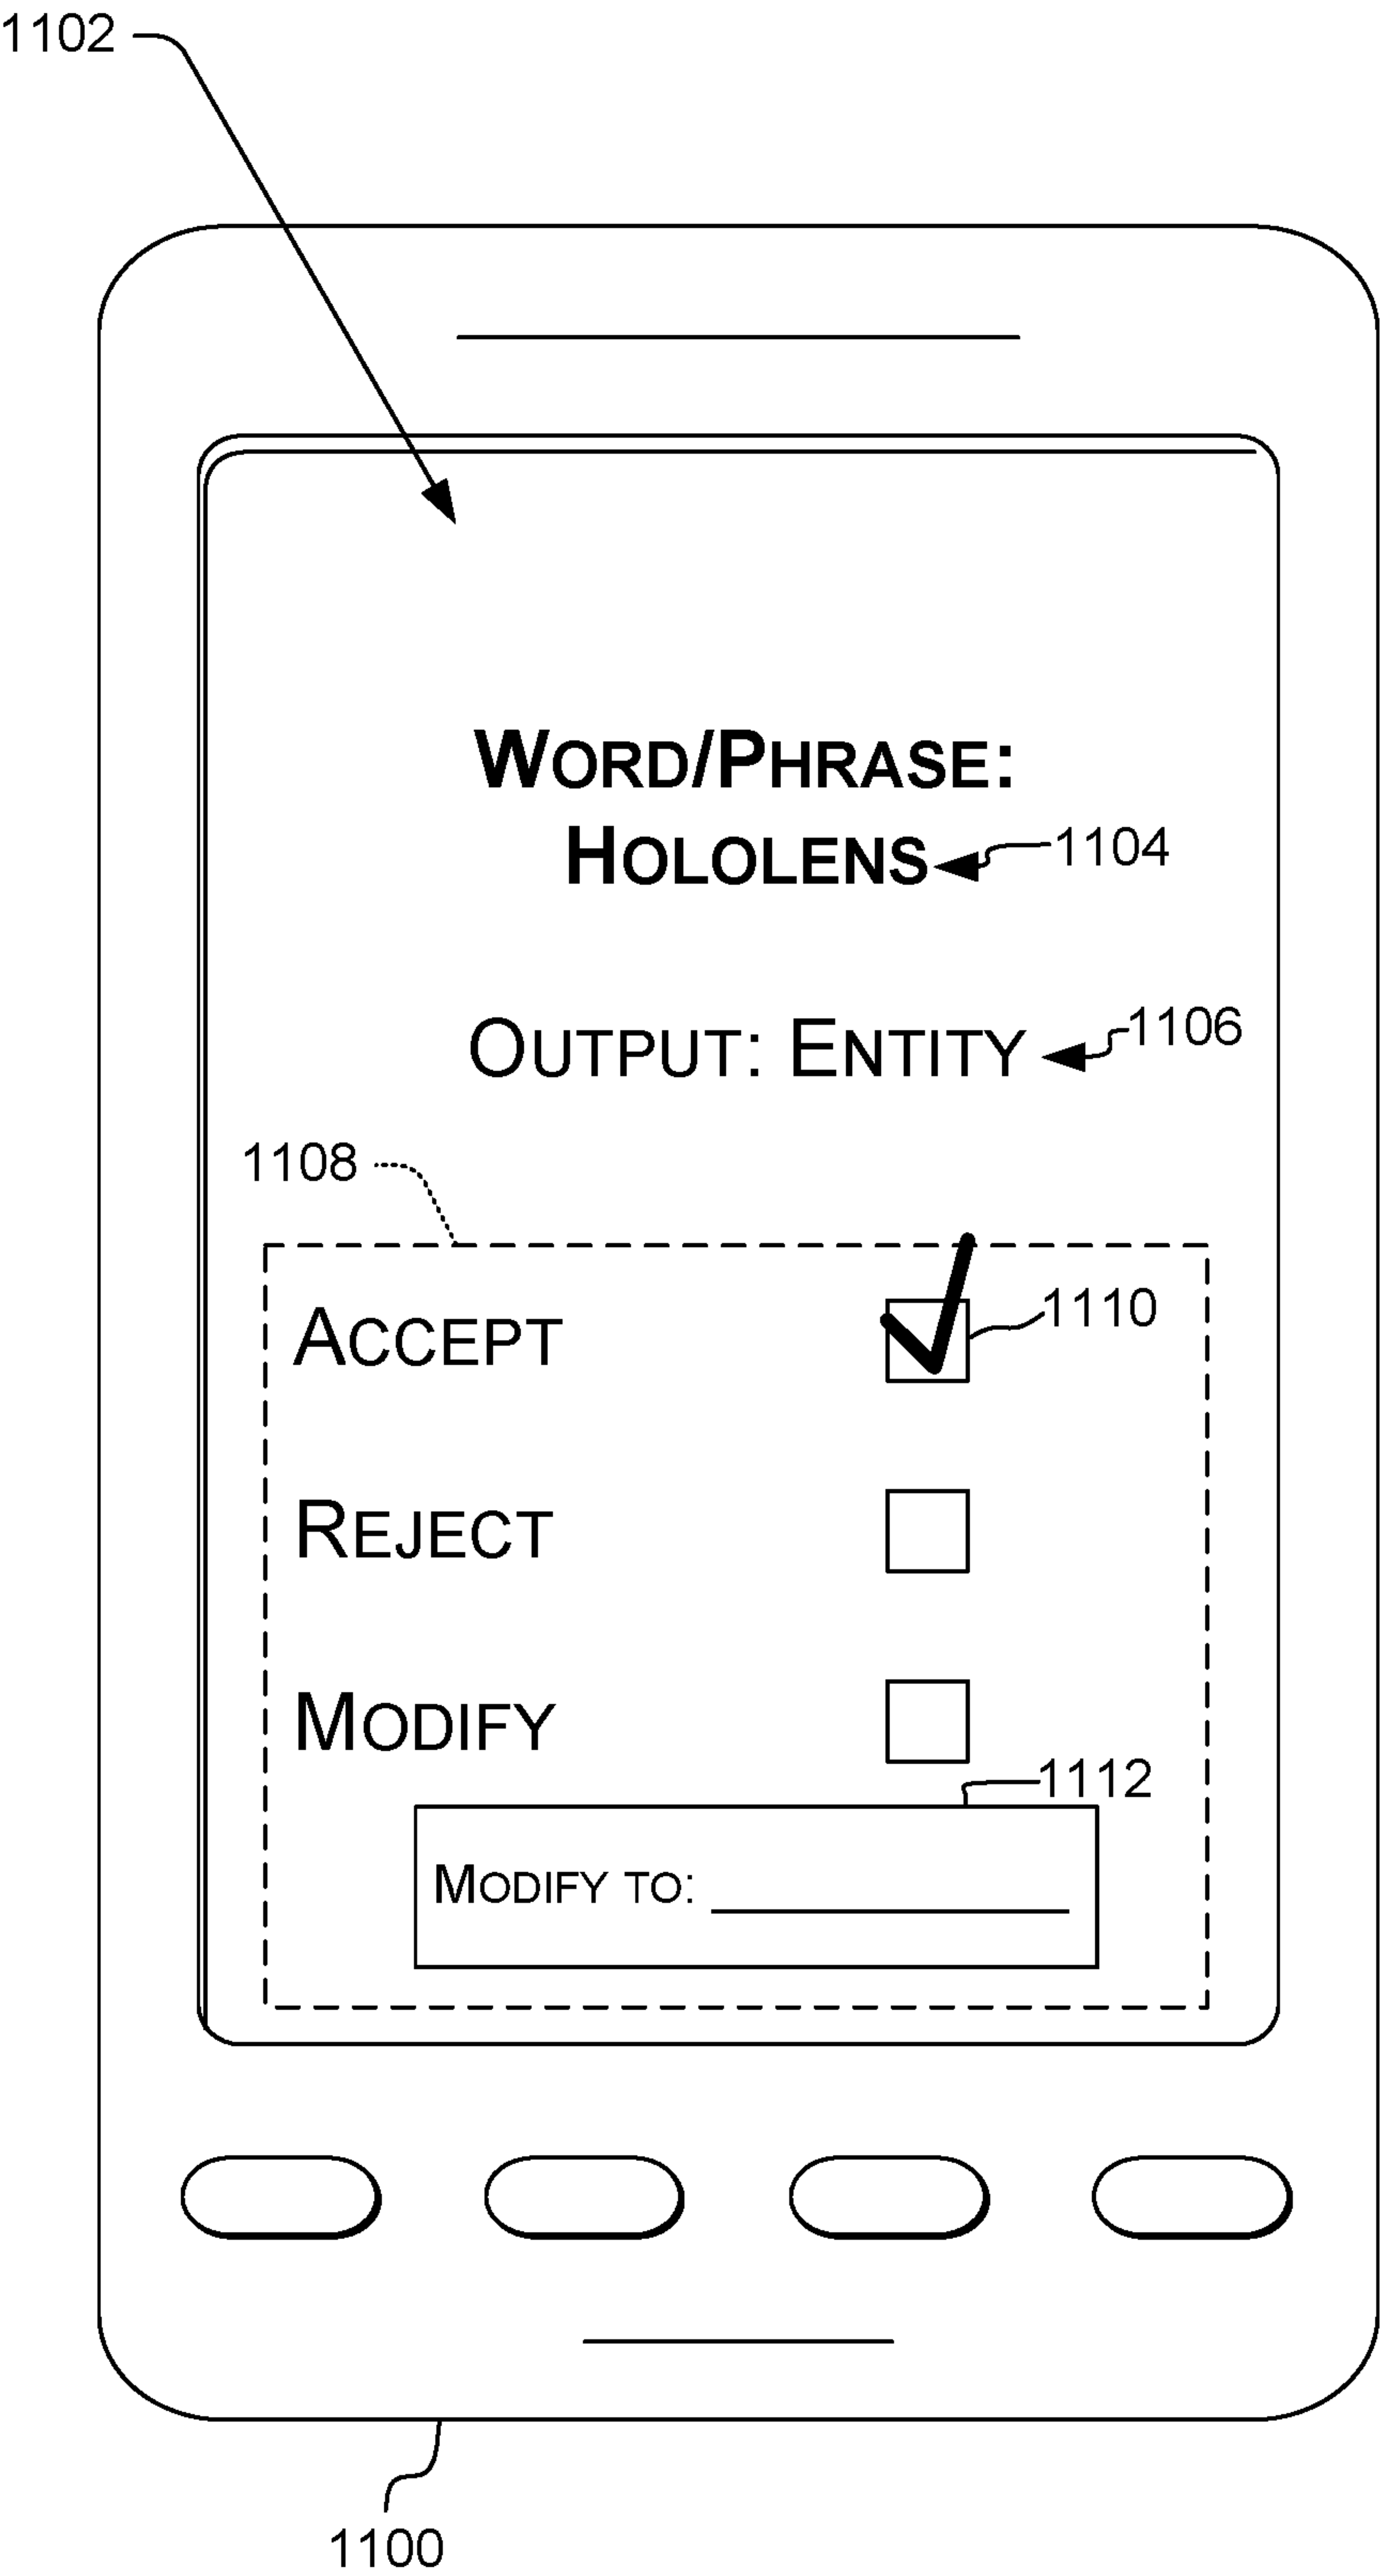 1102
WORD/PHRASE:
HOLOLENS 1104
OUTPUT: ENTITY 1106
1108
ACCEPT 1110
REJECT
MODIFY
1112
MODIFY TO:
1100